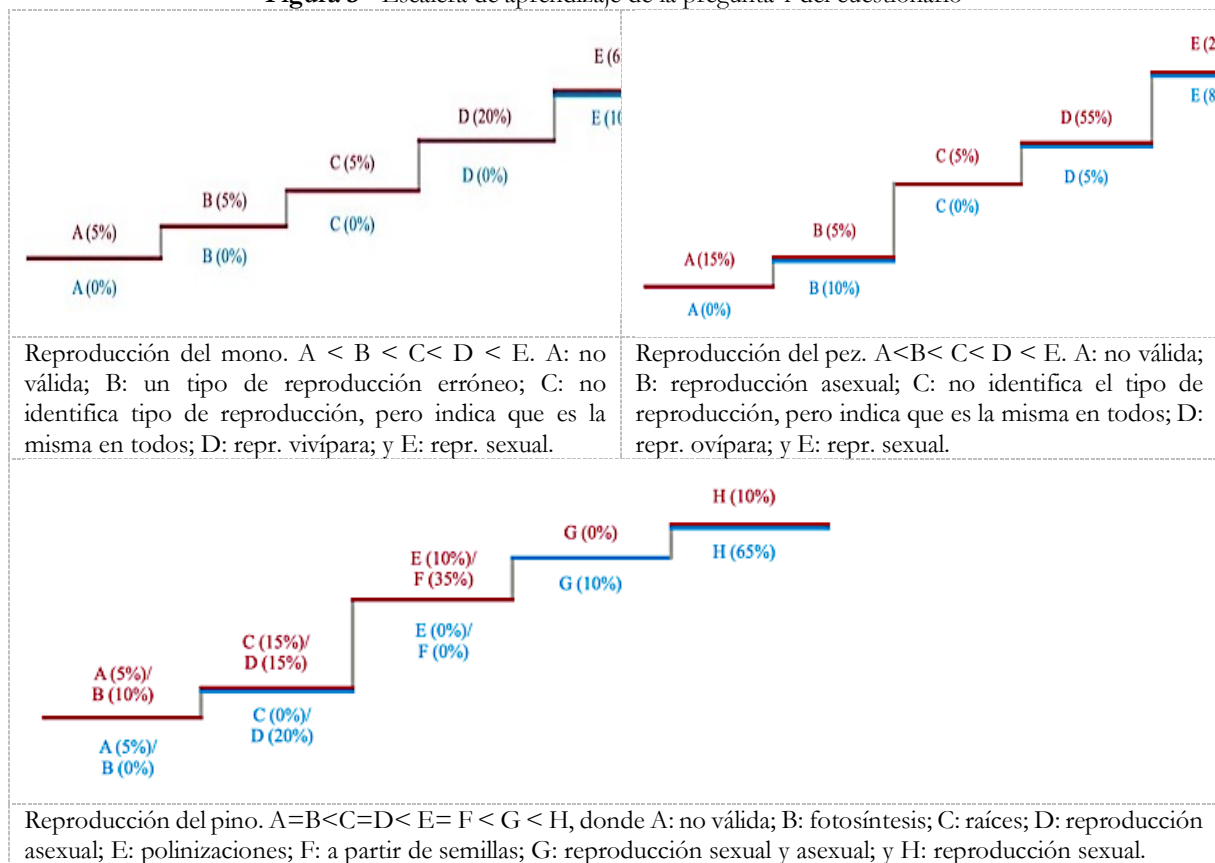 Escalera de aprendizaje de la pregunta del cuestionario
E (6
D (20%)
E (10
C (5%)
D (0%)
B (5%)
C (0%)
A (5%)
B (0%)
A (0%)
Reproducción del mono. A < B < C< D < E. A: no
válida; B: un tipo de reproducción erróneo; C: no
identifica tipo de reproducción, pero indica que es la
misma en todos; D: repr. vivípara; y E: repr. sexual.
E (2
E (8
D (55%)
C (5%)
D (5%)
C (0%)
B (5%)
A (15%)
B (10%)
A (0%)
Reproducción del pez. A<B< C< D < E. A: no válida;
B: reproducción asexual; C: no identifica el tipo de
reproducción, pero indica que es la misma en todos; D:
repr. ovípara; y E: repr. sexual.
H (10%)
G (0%)
H (65%)
E (10%)/
F (35%)
G (10%)
E (0%)/
F (0%)
C (15%)/
D (15%)
A (5%)/
B (10%)
C (0%)/
D (20%)
A (5%)/
B (0%)
Reproducción del pino. A=B<C=D< E= F < G < H, donde A: no válida; B: fotosíntesis; C: raíces; D: reproducción
asexual; E: polinizaciones; F: a partir de semillas; G: reproducción sexual y asexual; y H: reproducción sexual.